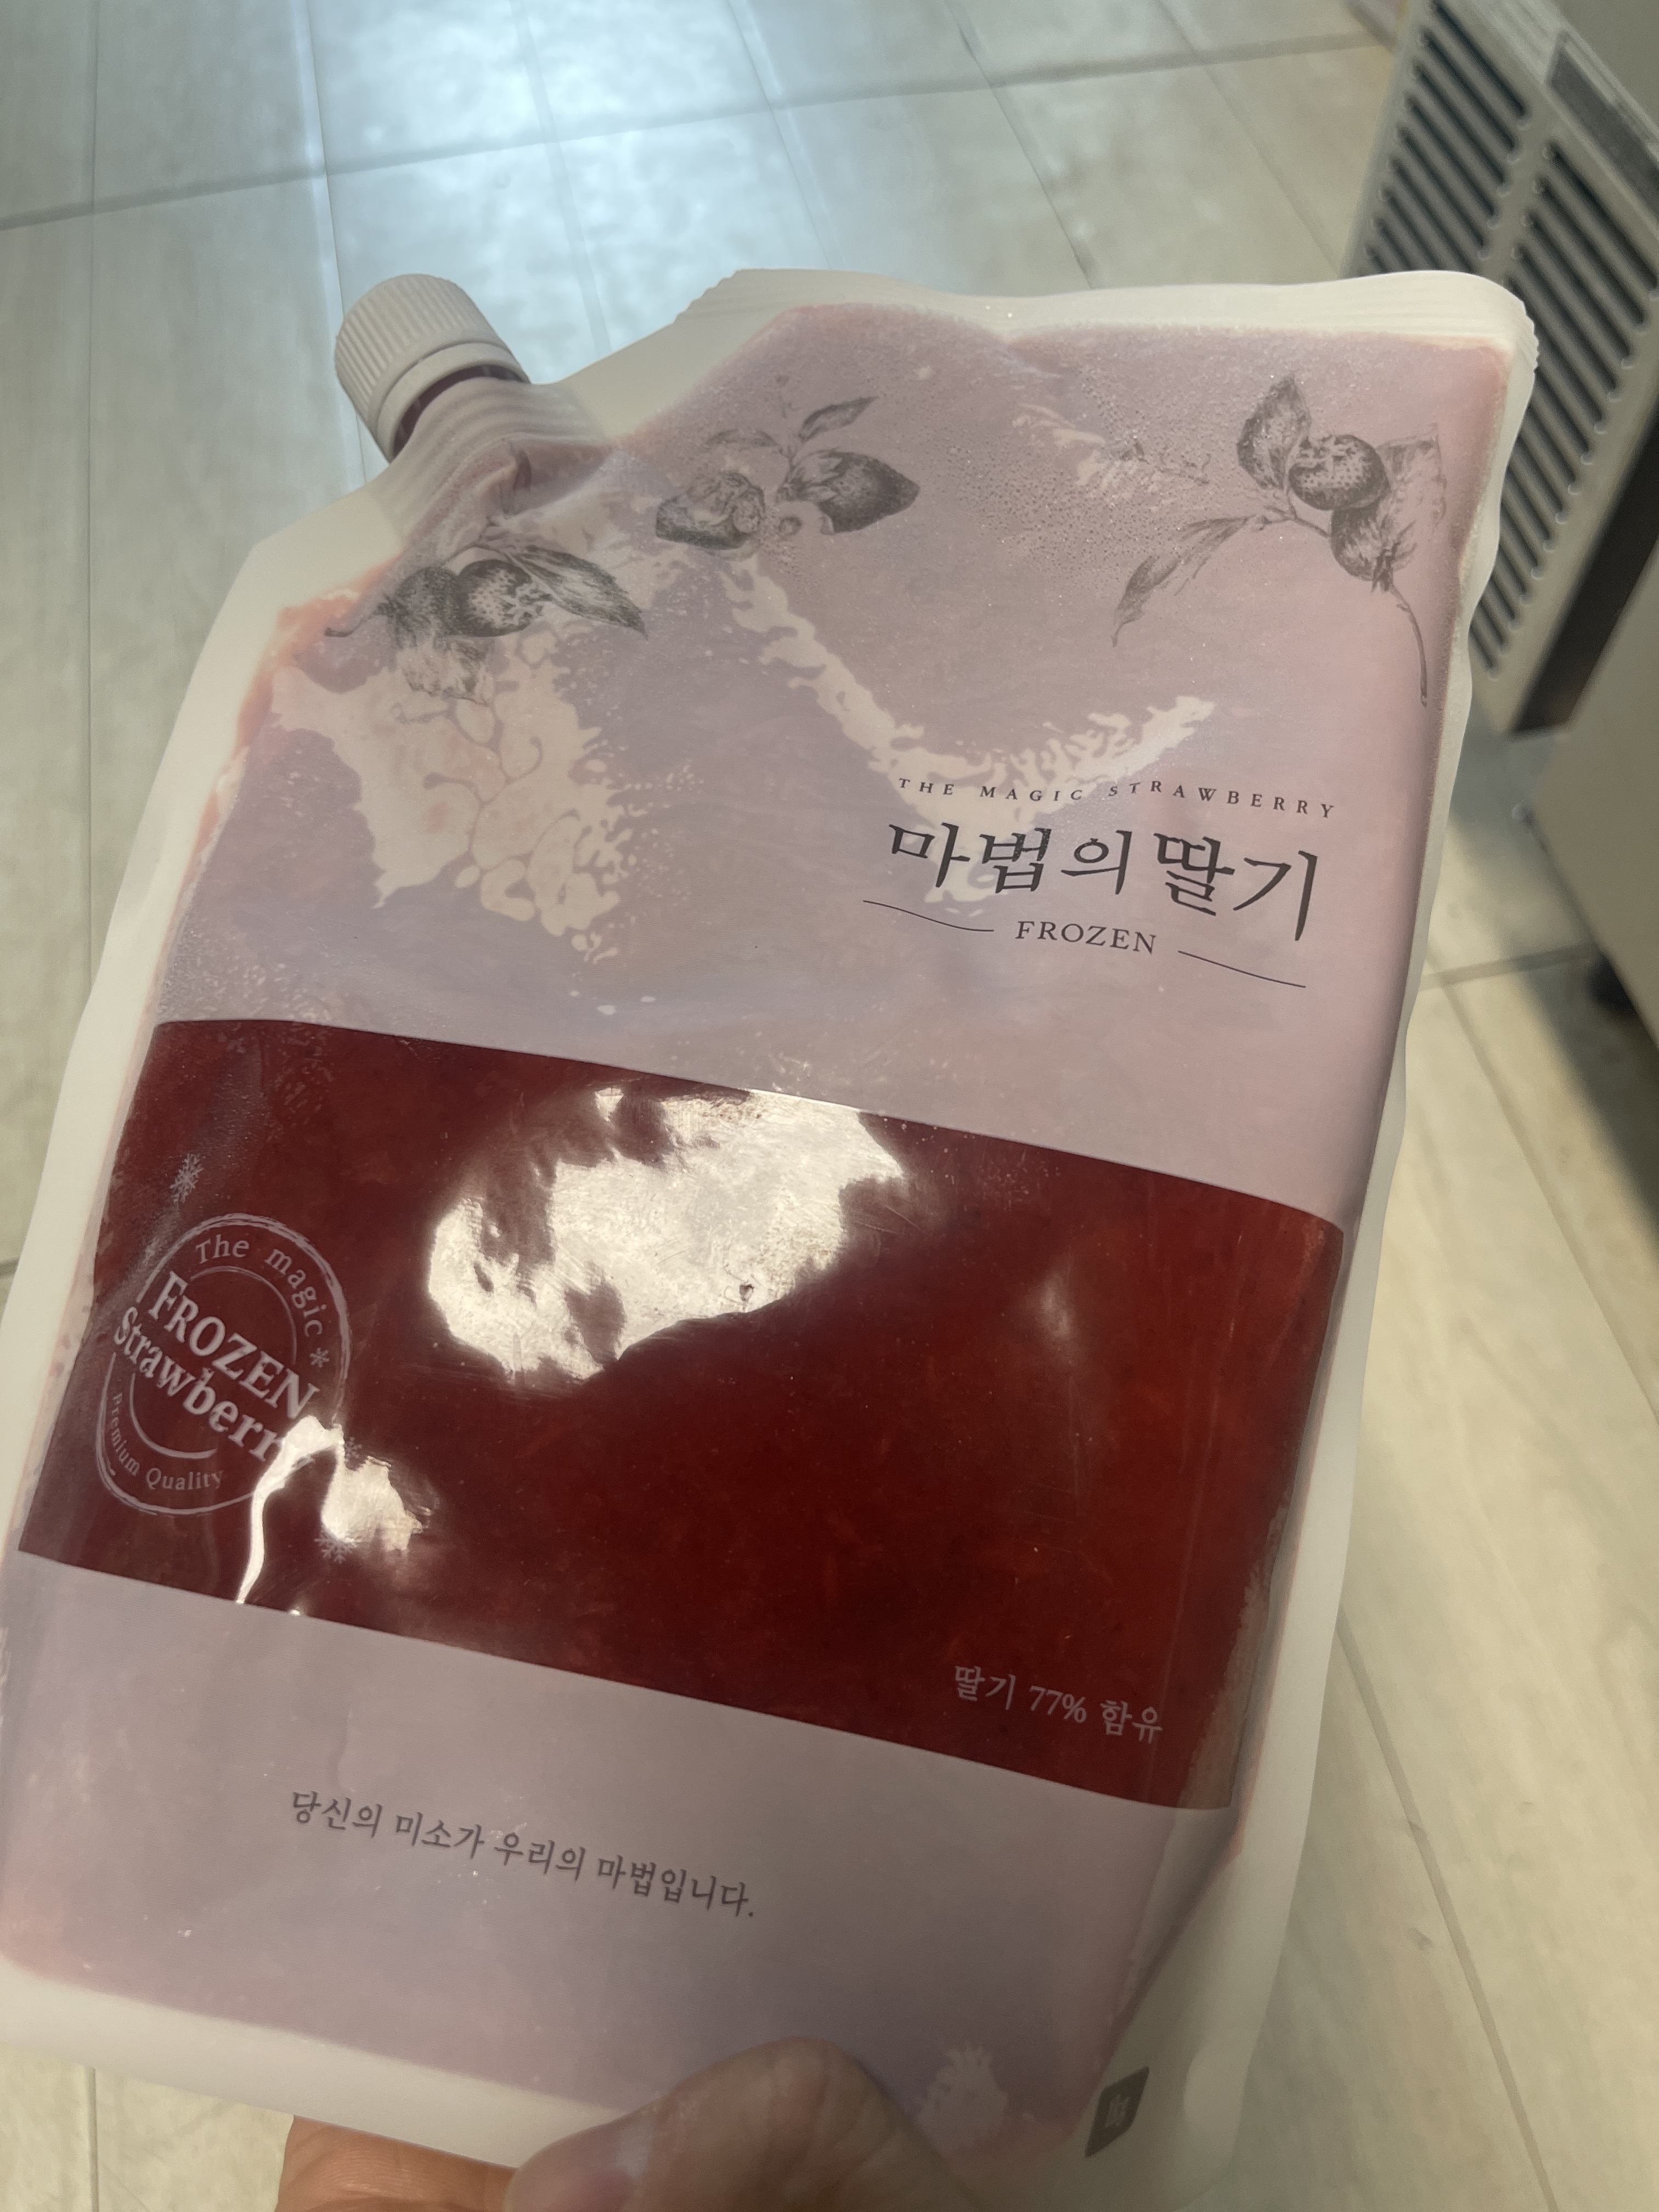 THE MAGIC STRAWBERRY
마법의딸기
FROZEN
The magic
FROZEN
Strawberry
Premium Quality
딸기 77% 함유
당신의 미소가 우리의 마법입니다.